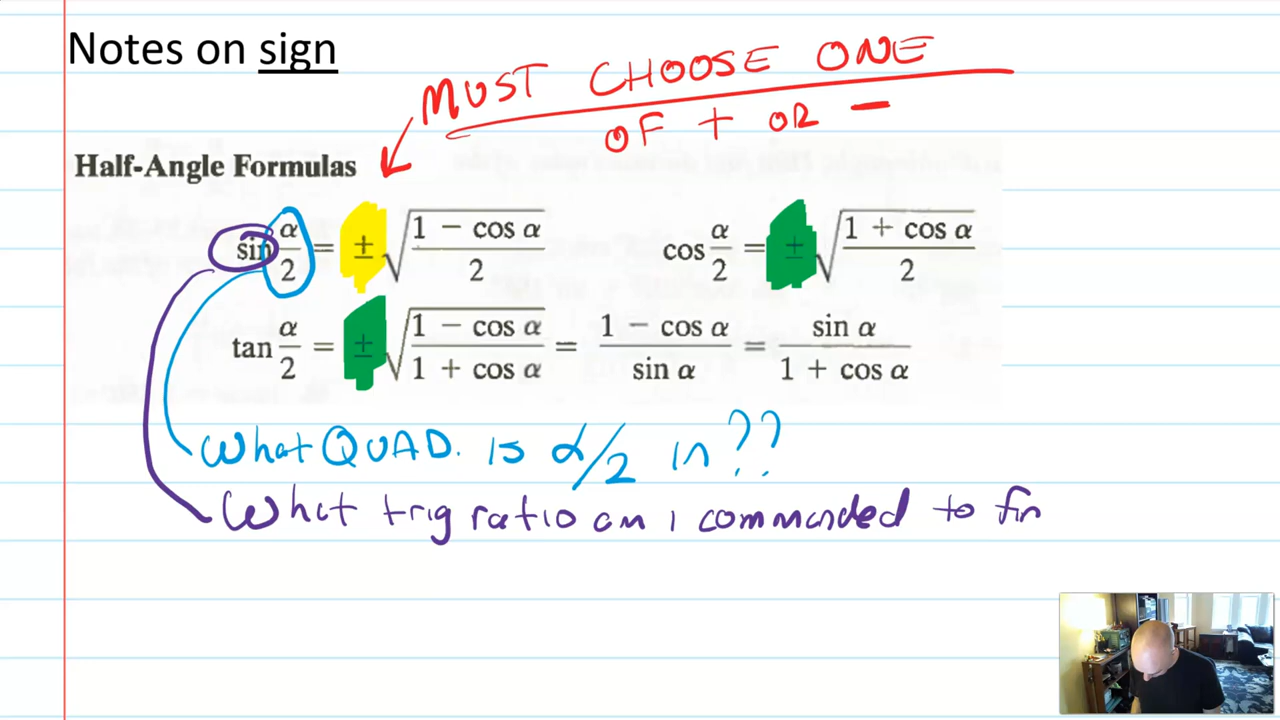 Notes on sign
MUST CHOOSE ONE
OF + OR −
Half-Angle Formulas
sin α/2 = ± √((1 − cos α)/2)
cos α/2 = ± √((1 + cos α)/2)
tan α/2 = ± √((1 − cos α)/(1 + cos α)) = (1 − cos α)/sin α = sin α/(1 + cos α)
What QUAD. is α/2 in??
What trig ratio am i commanded to fin